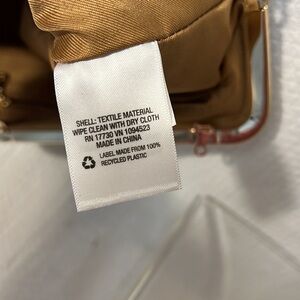 SHELL: TEXTILE MATERIAL
WIPE CLEAN WITH DRY CLOTH
RN 17730 VN 1094523
MADE IN CHINA
LABEL MADE FROM 100%
RECYCLED PLASTIC